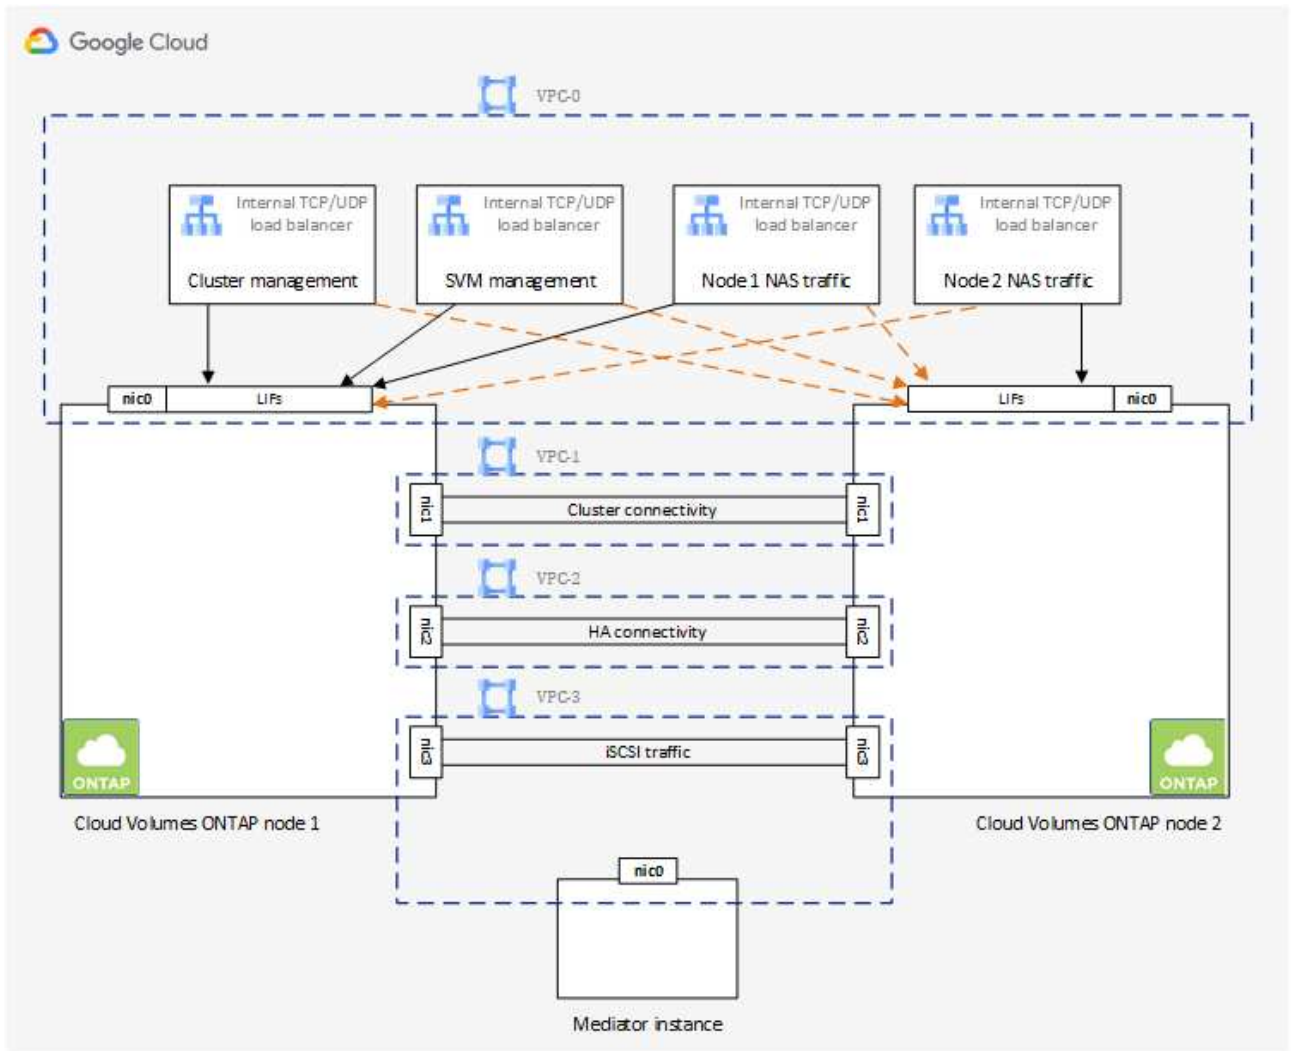 Google Cloud
VPC-0
Internal TCP/UDP
load balancer
Cluster management
Internal TCP/UDP
load balancer
SVM management
Internal TCP/UDP
load balancer
Node 1 NAS traffic
Internal TCP/UDP
load balancer
Node 2 NAS traffic
nic0
LIFs
LIFs
nic0
VPC-1
nic1
Cluster connectivity
nic1
VPC-2
nic2
HA connectivity
nic2
VPC-3
nic3
iSCSI traffic
nic3
ONTAP
ONTAP
Cloud Volumes ONTAP node 1
Cloud Volumes ONTAP node 2
nic0
Mediator instance